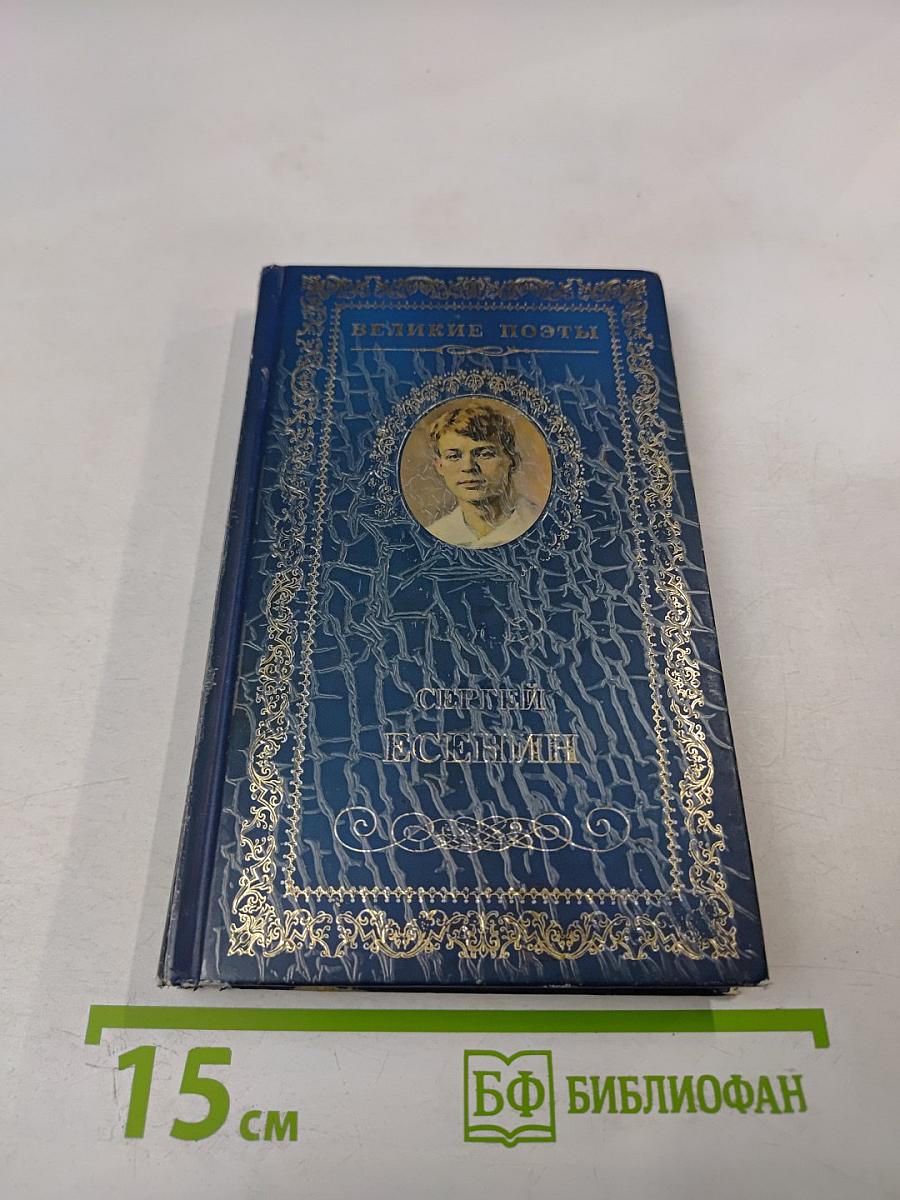 ВЕЛИКИЕ ПОЭТЫ
СЕРГЕЙ
ЕСЕНИН
15 см
БФ БИБЛИОФАН